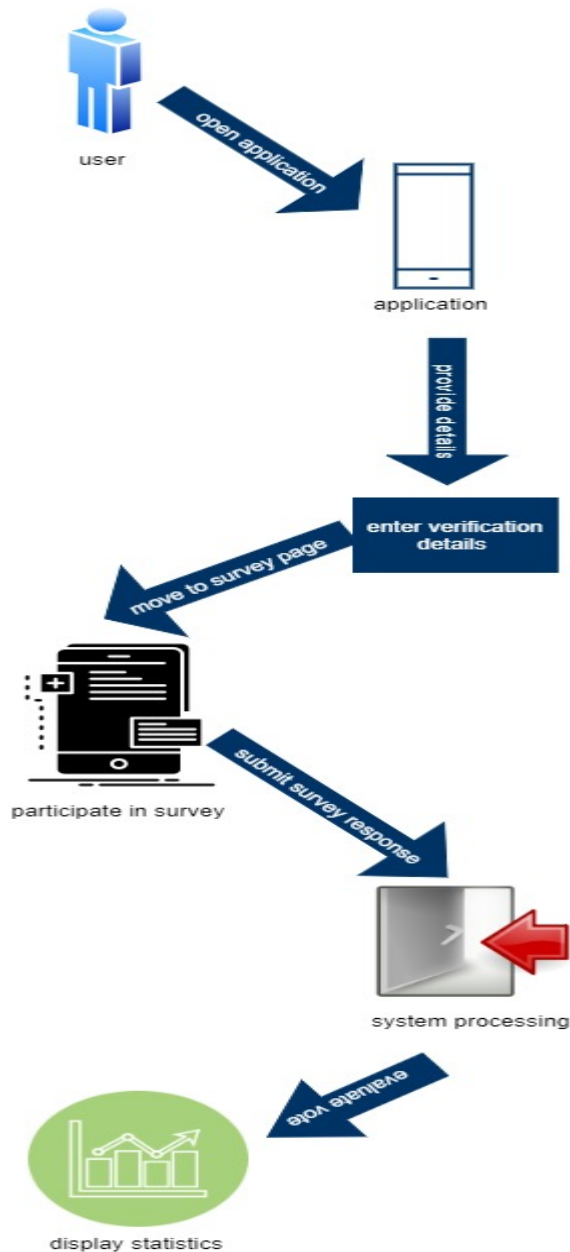 user
open application
application
provide details
enter verification
details
move to survey page
participate in survey
submit survey response
system processing
evaluate vote
display statistics